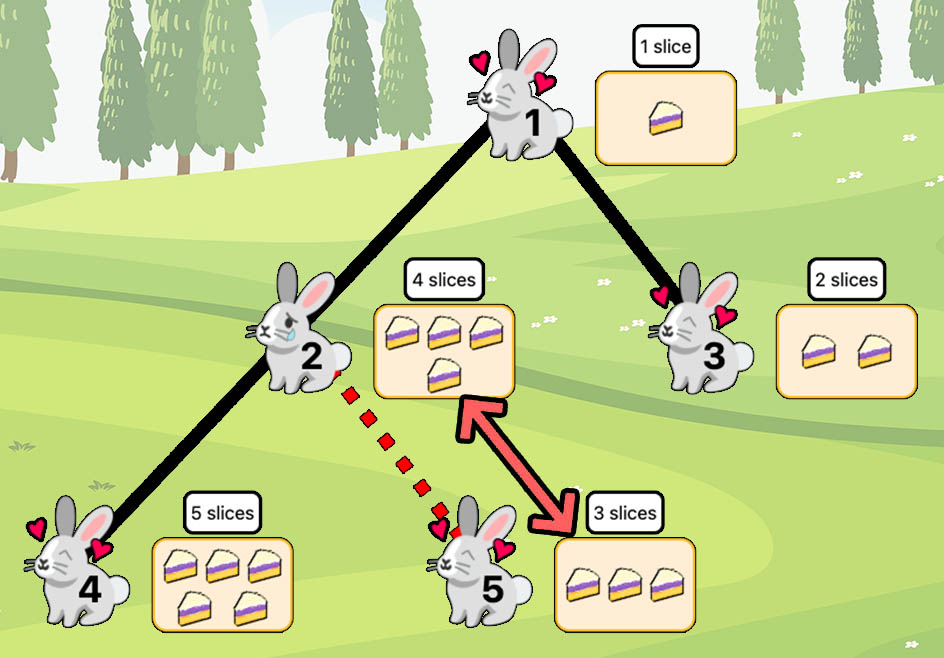 1 slice
1
4 slices
2
2 slices
3
5 slices
4
3 slices
5